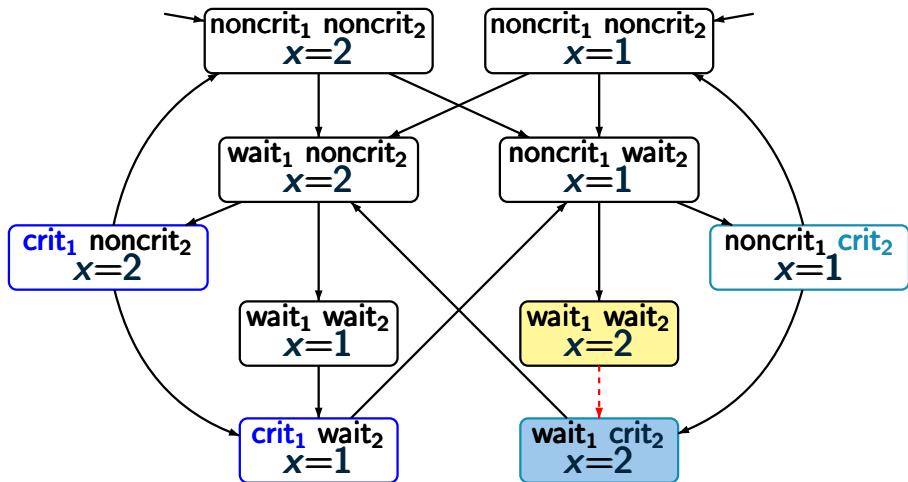 noncrit₁ noncrit₂
x=2
noncrit₁ noncrit₂
x=1
wait₁ noncrit₂
x=2
noncrit₁ wait₂
x=1
crit₁ noncrit₂
x=2
noncrit₁ crit₂
x=1
wait₁ wait₂
x=1
wait₁ wait₂
x=2
crit₁ wait₂
x=1
wait₁ crit₂
x=2